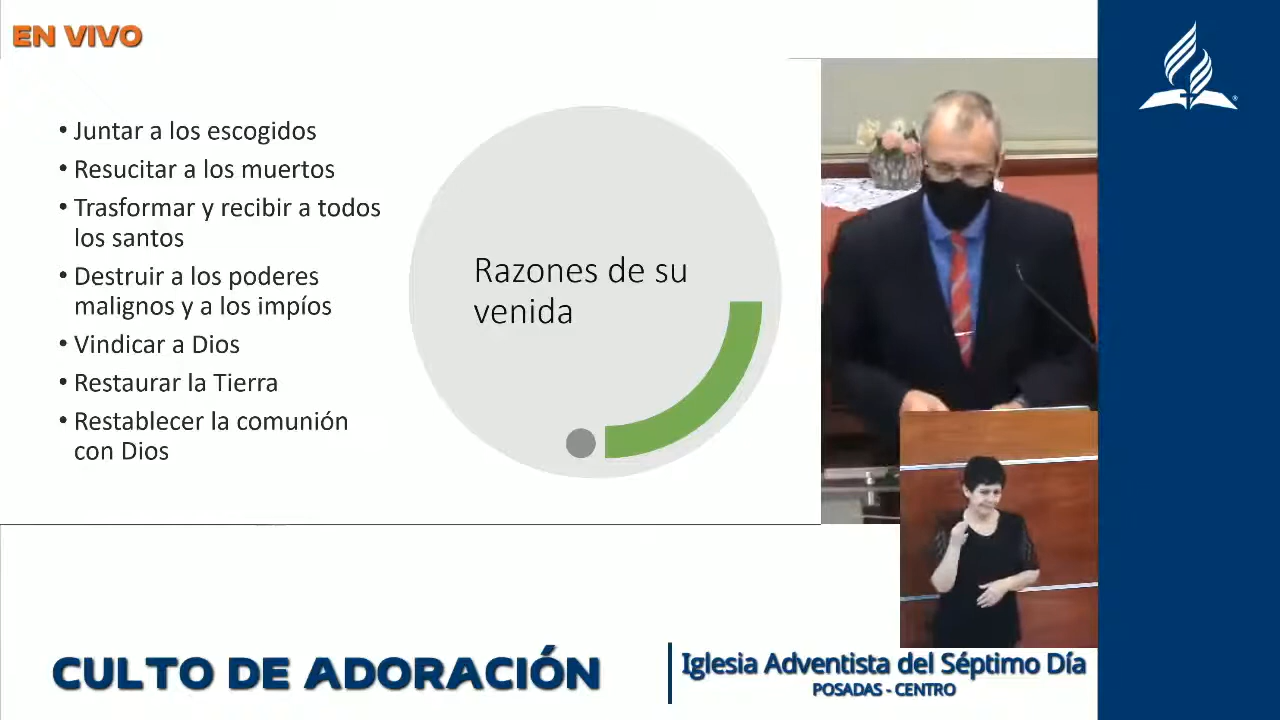 EN VIVO
• Juntar a los escogidos
• Resucitar a los muertos
• Trasformar y recibir a todos
los santos
• Destruir a los poderes
malignos y a los impíos
• Vindicar a Dios
• Restaurar la Tierra
• Restablecer la comunión
con Dios
Razones de su
venida
CULTO DE ADORACIÓN
Iglesia Adventista del Séptimo Día
POSADAS - CENTRO